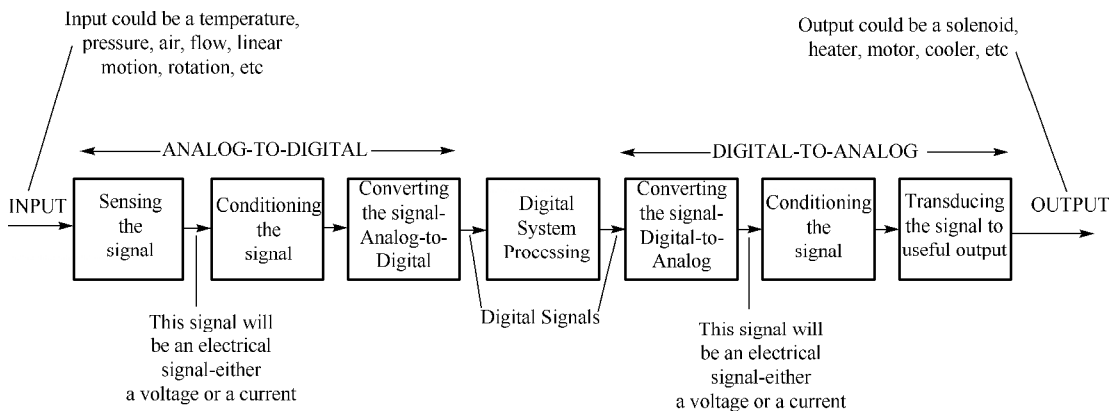 Input could be a temperature,
pressure, air, flow, linear
motion, rotation, etc
Output could be a solenoid,
heater, motor, cooler, etc
ANALOG-TO-DIGITAL
DIGITAL-TO-ANALOG
INPUT
Sensing
the
signal
Conditioning
the
signal
Converting
the signal-
Analog-to-
Digital
Digital
System
Processing
Converting
the signal-
Digital-to-
Analog
Conditioning
the
signal
Transducing
the signal to
useful output
OUTPUT
This signal will
be an electrical
signal-either
a voltage or a current
Digital Signals
This signal will
be an electrical
signal-either
a voltage or a current